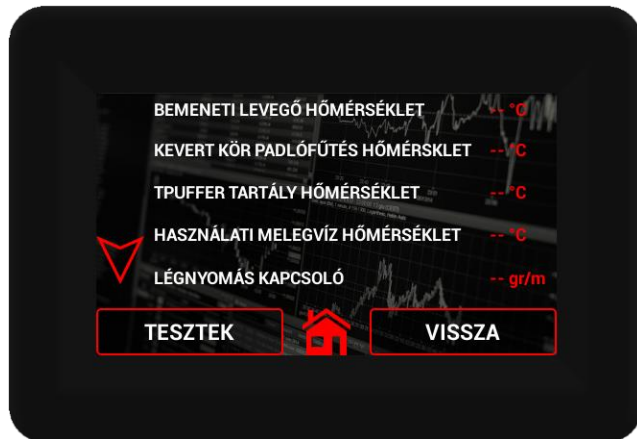 BEMENETI LEVEGŐ HŐMÉRSÉKLET -- °C
KEVERT KÖR PADLÓFŰTÉS HŐMÉRSKLET -- °C
TPUFFER TARTÁLY HŐMÉRSÉKLET -- °C
HASZNÁLATI MELEGVÍZ HŐMÉRSÉKLET -- °C
LÉGNYOMÁS KAPCSOLÓ -- gr/m
TESZTEK VISSZA